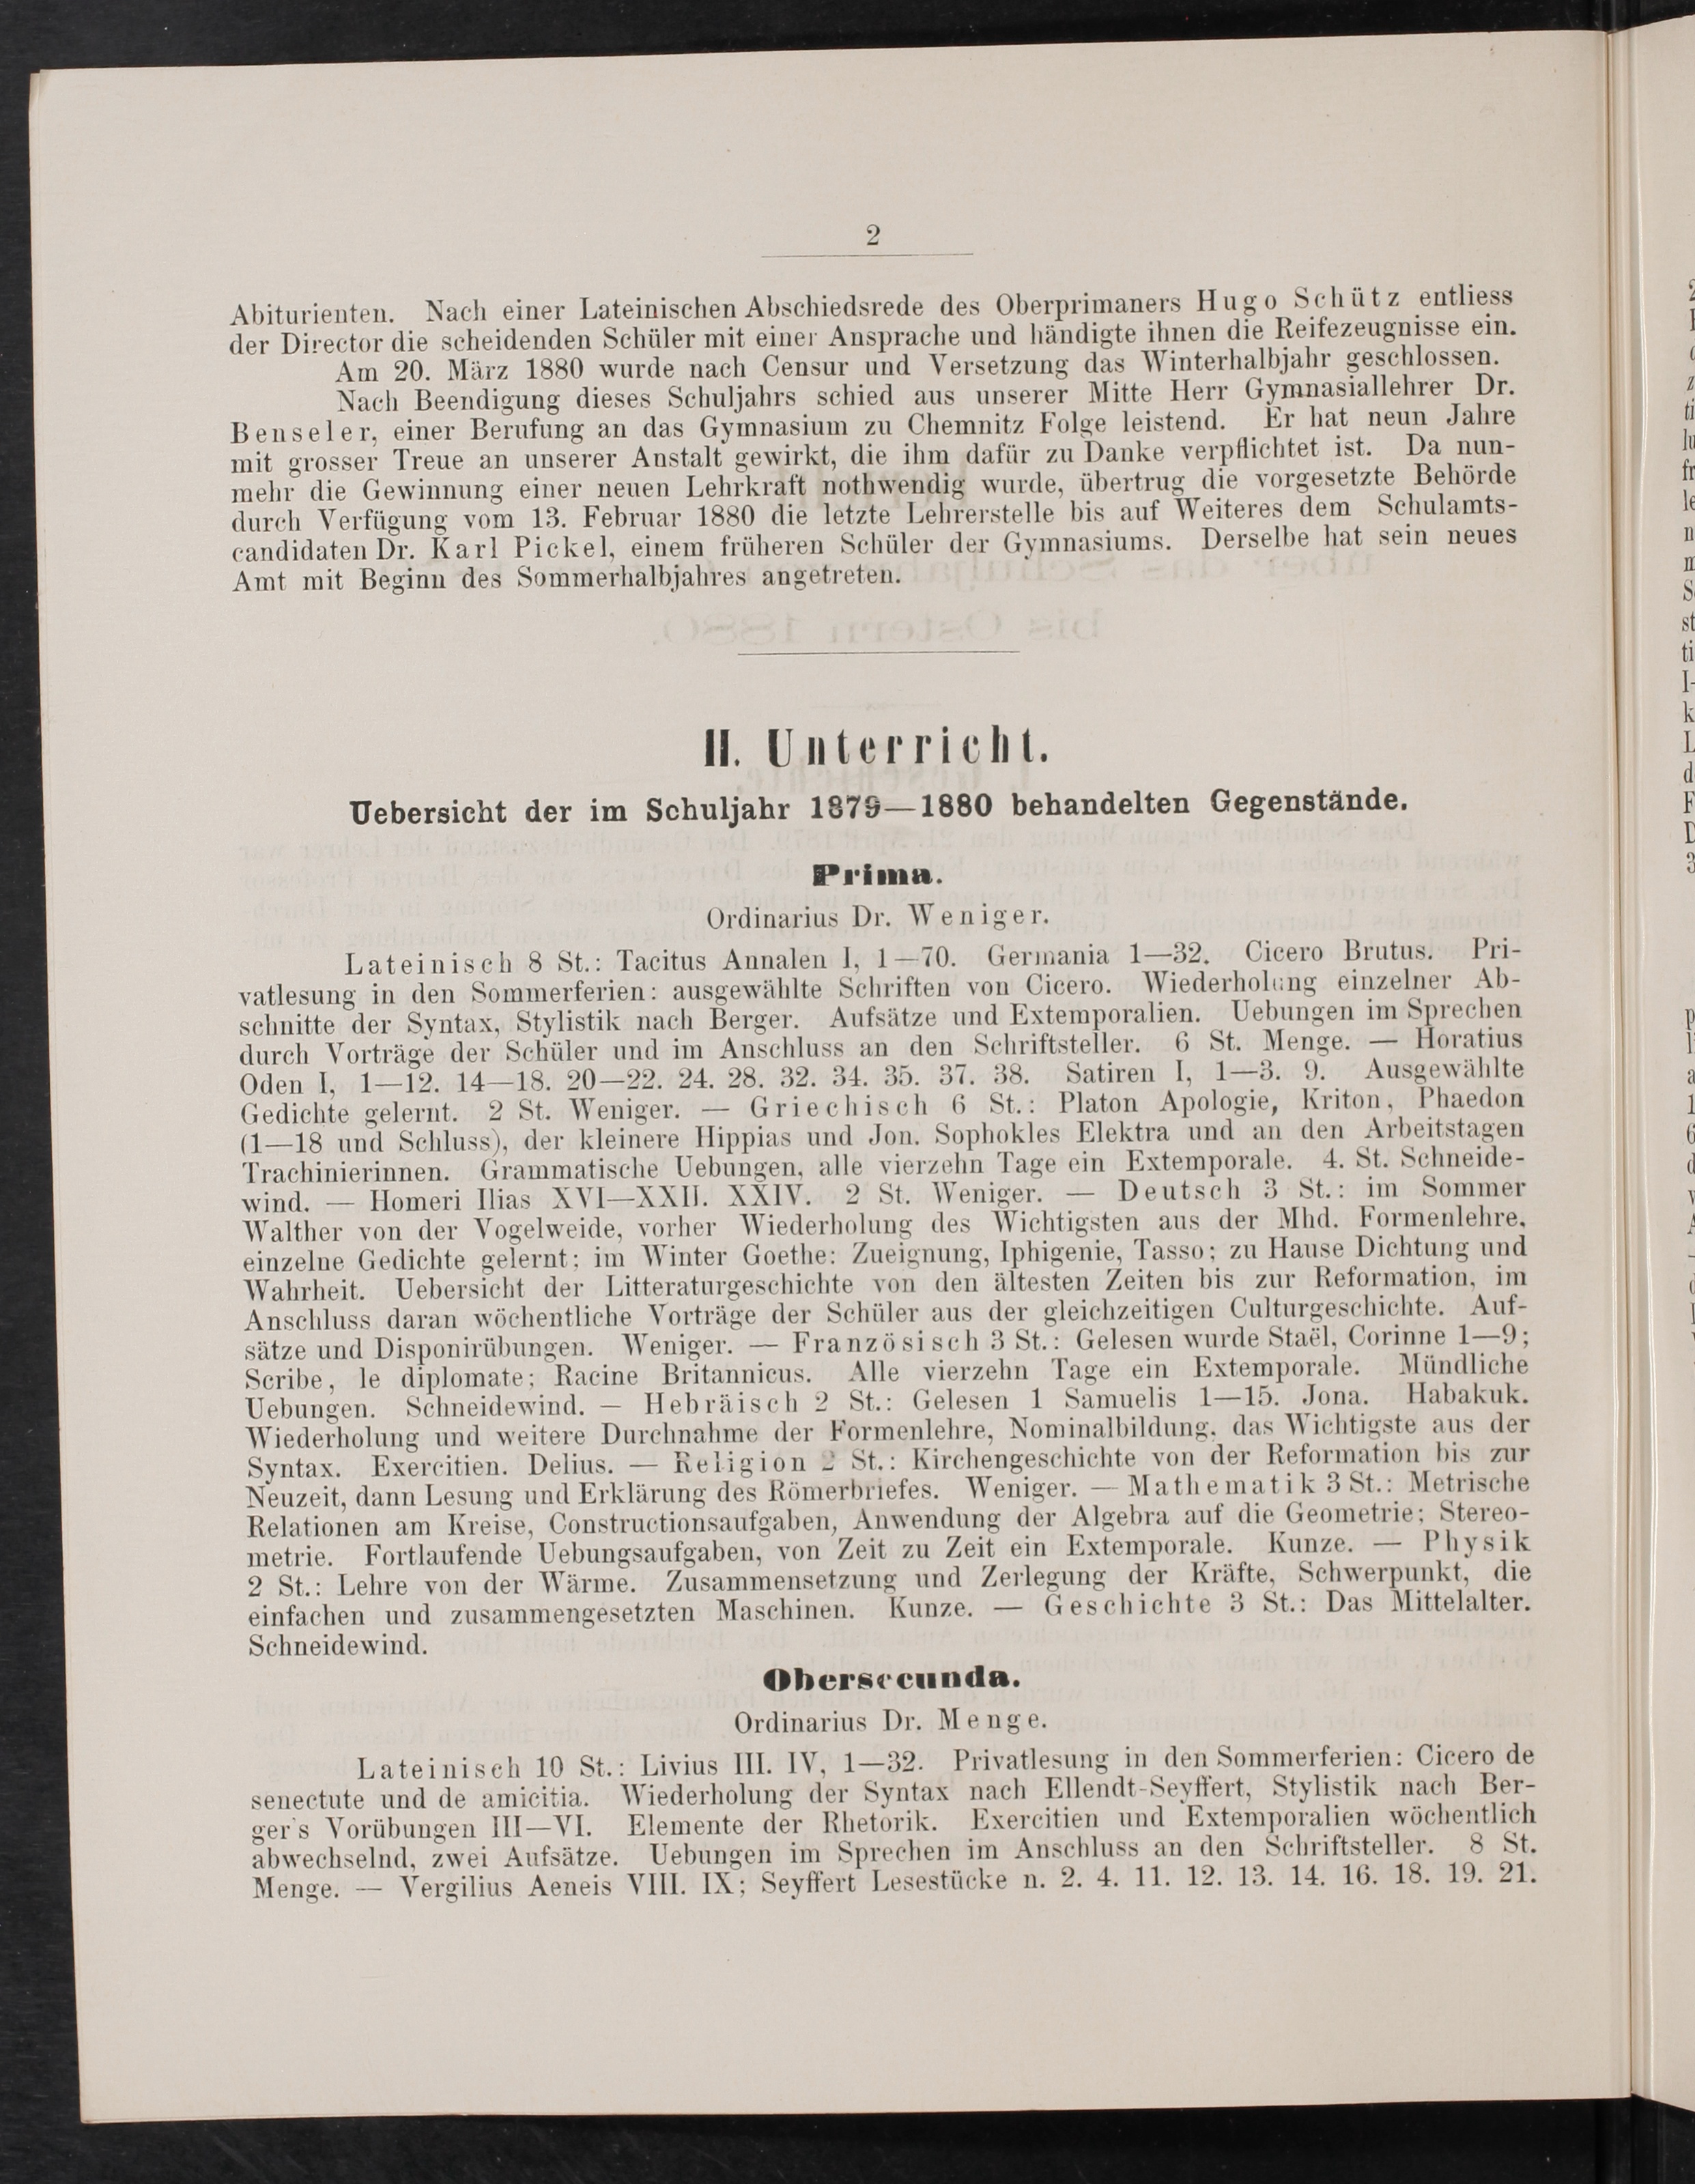 2
Abiturienten. Nach einer Lateinischen Abschiedsrede des Oberprimaners Hugo Schütz entliess
der Director die scheidenden Schüler mit einer Ansprache und händigte ihnen die Reifezeugnisse ein.
Am 20. März 1880 wurde nach Censur und Versetzung das Winterhalbjahr geschlossen.
Nach Beendigung dieses Schuljahrs schied aus unserer Mitte Herr Gymnasiallehrer Dr.
Benseler, einer Berufung an das Gymnasium zu Chemnitz Folge leistend. Er hat neun Jahre
mit grosser Treue an unserer Anstalt gewirkt, die ihm dafür zu Danke verpflichtet ist. Da nun-
mehr die Gewinnung einer neuen Lehrkraft nothwendig wurde, übertrug die vorgesetzte Behörde
durch Verfügung vom 13. Februar 1880 die letzte Lehrerstelle bis auf Weiteres dem Schulamts-
candidaten Dr. Karl Pickel, einem früheren Schüler der Gymnasiums. Derselbe hat sein neues
Amt mit Beginn des Sommerhalbjahres angetreten.
II. Unterricht.
Uebersicht der im Schuljahr 1879—1880 behandelten Gegenstände.
Prima.
Ordinarius Dr. Weniger.
Lateinisch 8 St.: Tacitus Annalen I, 1—70. Germania 1—32. Cicero Brutus. Pri-
vatlesung in den Sommerferien: ausgewählte Schriften von Cicero. Wiederholung einzelner Ab-
schnitte der Syntax, Stylistik nach Berger. Aufsätze und Extemporalien. Uebungen im Sprechen
durch Vorträge der Schüler und im Anschluss an den Schriftsteller. 6 St. Menge. — Horatius
Oden I, 1—12. 14—18. 20—22. 24. 28. 32. 34. 35. 37. 38. Satiren I, 1—3. 9. Ausgewählte
Gedichte gelernt. 2 St. Weniger. — Griechisch 6 St.: Platon Apologie, Kriton, Phaedon
(1—18 und Schluss), der kleinere Hippias und Jon. Sophokles Elektra und an den Arbeitstagen
Trachinierinnen. Grammatische Uebungen, alle vierzehn Tage ein Extemporale. 4. St. Schneide-
wind. — Homeri Ilias XVI—XXII. XXIV. 2 St. Weniger. — Deutsch 3 St.: im Sommer
Walther von der Vogelweide, vorher Wiederholung des Wichtigsten aus der Mhd. Formenlehre,
einzelne Gedichte gelernt; im Winter Goethe: Zueignung, Iphigenie, Tasso; zu Hause Dichtung und
Wahrheit. Uebersicht der Litteraturgeschichte von den ältesten Zeiten bis zur Reformation, im
Anschluss daran wöchentliche Vorträge der Schüler aus der gleichzeitigen Culturgeschichte. Auf-
sätze und Disponirübungen. Weniger. — Französisch 3 St.: Gelesen wurde Staël, Corinne 1—9;
Scribe, le diplomate; Racine Britannicus. Alle vierzehn Tage ein Extemporale. Mündliche
Uebungen. Schneidewind. — Hebräisch 2 St.: Gelesen 1 Samuelis 1—15. Jona. Habakuk.
Wiederholung und weitere Durchnahme der Formenlehre, Nominalbildung, das Wichtigste aus der
Syntax. Exercitien. Delius. — Religion 2 St.: Kirchengeschichte von der Reformation bis zur
Neuzeit, dann Lesung und Erklärung des Römerbriefes. Weniger. — Mathematik 3 St.: Metrische
Relationen am Kreise, Constructionsaufgaben, Anwendung der Algebra auf die Geometrie; Stereo-
metrie. Fortlaufende Uebungsaufgaben, von Zeit zu Zeit ein Extemporale. Kunze. — Physik
2 St.: Lehre von der Wärme. Zusammensetzung und Zerlegung der Kräfte, Schwerpunkt, die
einfachen und zusammengesetzten Maschinen. Kunze. — Geschichte 3 St.: Das Mittelalter.
Schneidewind.
Obersecunda.
Ordinarius Dr. Menge.
Lateinisch 10 St.: Livius III. IV, 1—32. Privatlesung in den Sommerferien: Cicero de
senectute und de amicitia. Wiederholung der Syntax nach Ellendt-Seyffert, Stylistik nach Ber-
ger's Vorübungen III—VI. Elemente der Rhetorik. Exercitien und Extemporalien wöchentlich
abwechselnd, zwei Aufsätze. Uebungen im Sprechen im Anschluss an den Schriftsteller. 8 St.
Menge. — Vergilius Aeneis VIII. IX; Seyffert Lesestücke n. 2. 4. 11. 12. 13. 14. 16. 18. 19. 21.